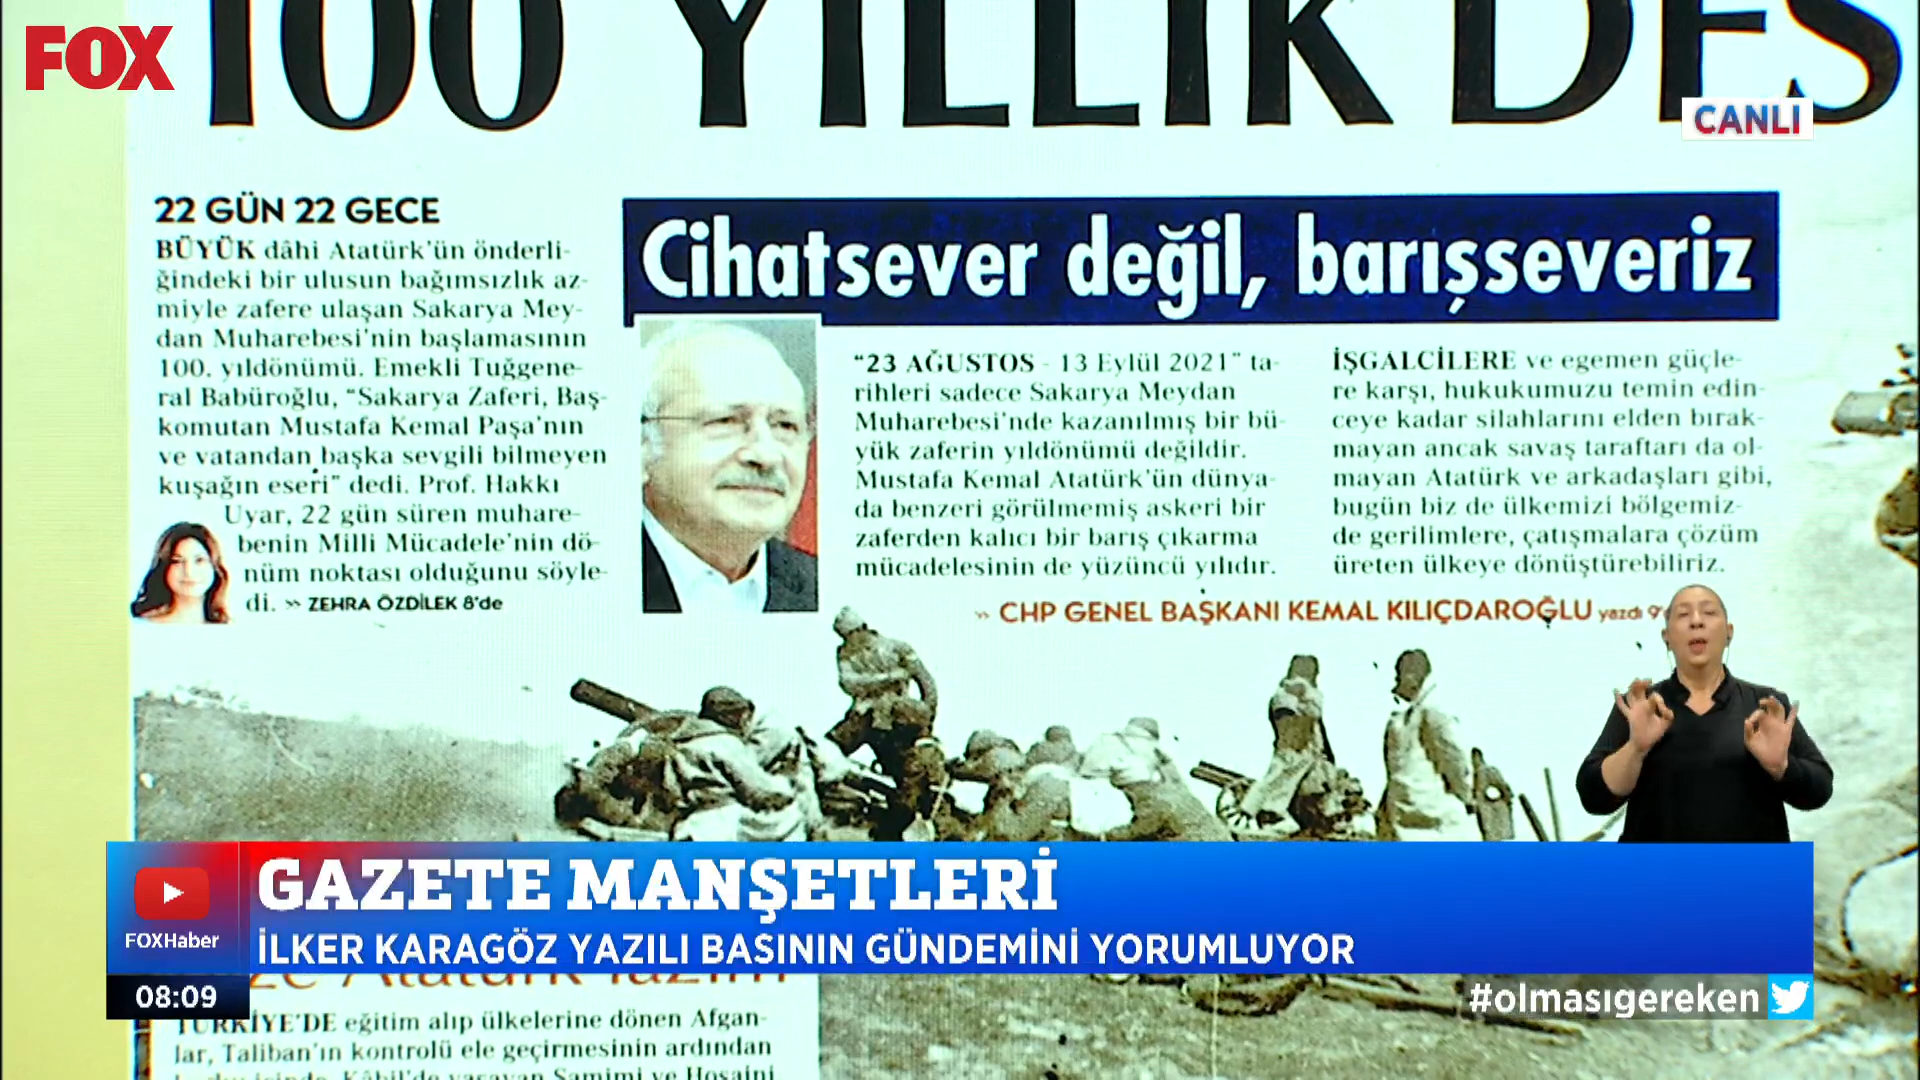 FOX
100 YILLIK DES
CANLI
22 GÜN 22 GECE
BÜYÜK dâhi Atatürk'ün önderli-
ğindeki bir ulusun bağımsızlık az-
miyle zafere ulaşan Sakarya Mey-
dan Muharebesi'nin başlamasının
100. yıldönümü. Emekli Tuğgene-
ral Babüroğlu, “Sakarya Zaferi, Baş-
komutan Mustafa Kemal Paşa'nın
ve vatandan başka sevgili bilmeyen
kuşağın eseri” dedi. Prof. Hakkı
Uyar, 22 gün süren muhare-
benin Milli Mücadele'nin dö-
nüm noktası olduğunu söyle-
di. » ZEHRA ÖZDİLEK 8'de
Cihatsever değil, barışseveriz
“23 AĞUSTOS - 13 Eylül 2021” ta-
rihleri sadece Sakarya Meydan
Muharebesi'nde kazanılmış bir bü-
yük zaferin yıldönümü değildir.
Mustafa Kemal Atatürk'ün dünya-
da benzeri görülmemiş askeri bir
zaferden kalıcı bir barış çıkarma
mücadelesinin de yüzüncü yılıdır.
İŞGALCİLERE ve egemen güçle-
re karşı, hukukumuzu temin edin-
ceye kadar silahlarını elden bırak-
mayan ancak savaş taraftarı da ol-
mayan Atatürk ve arkadaşları gibi,
bugün biz de ülkemizi bölgemiz-
de gerilimlere, çatışmalara çözüm
üreten ülkeye dönüştürebiliriz.
» CHP GENEL BAŞKANI KEMAL KILIÇDAROĞLU yazdı 9'
GAZETE MANŞETLERİ
FOXHaber
İLKER KARAGÖZ YAZILI BASININ GÜNDEMİNİ YORUMLUYOR
08:09
#olmasıgereken
TÜRKİYE'DE eğitim alıp ülkelerine dönen Afgan-
lar, Taliban'ın kontrolü ele geçirmesinin ardından
Kâbil'de yaşayan Samimi ve Hosaini